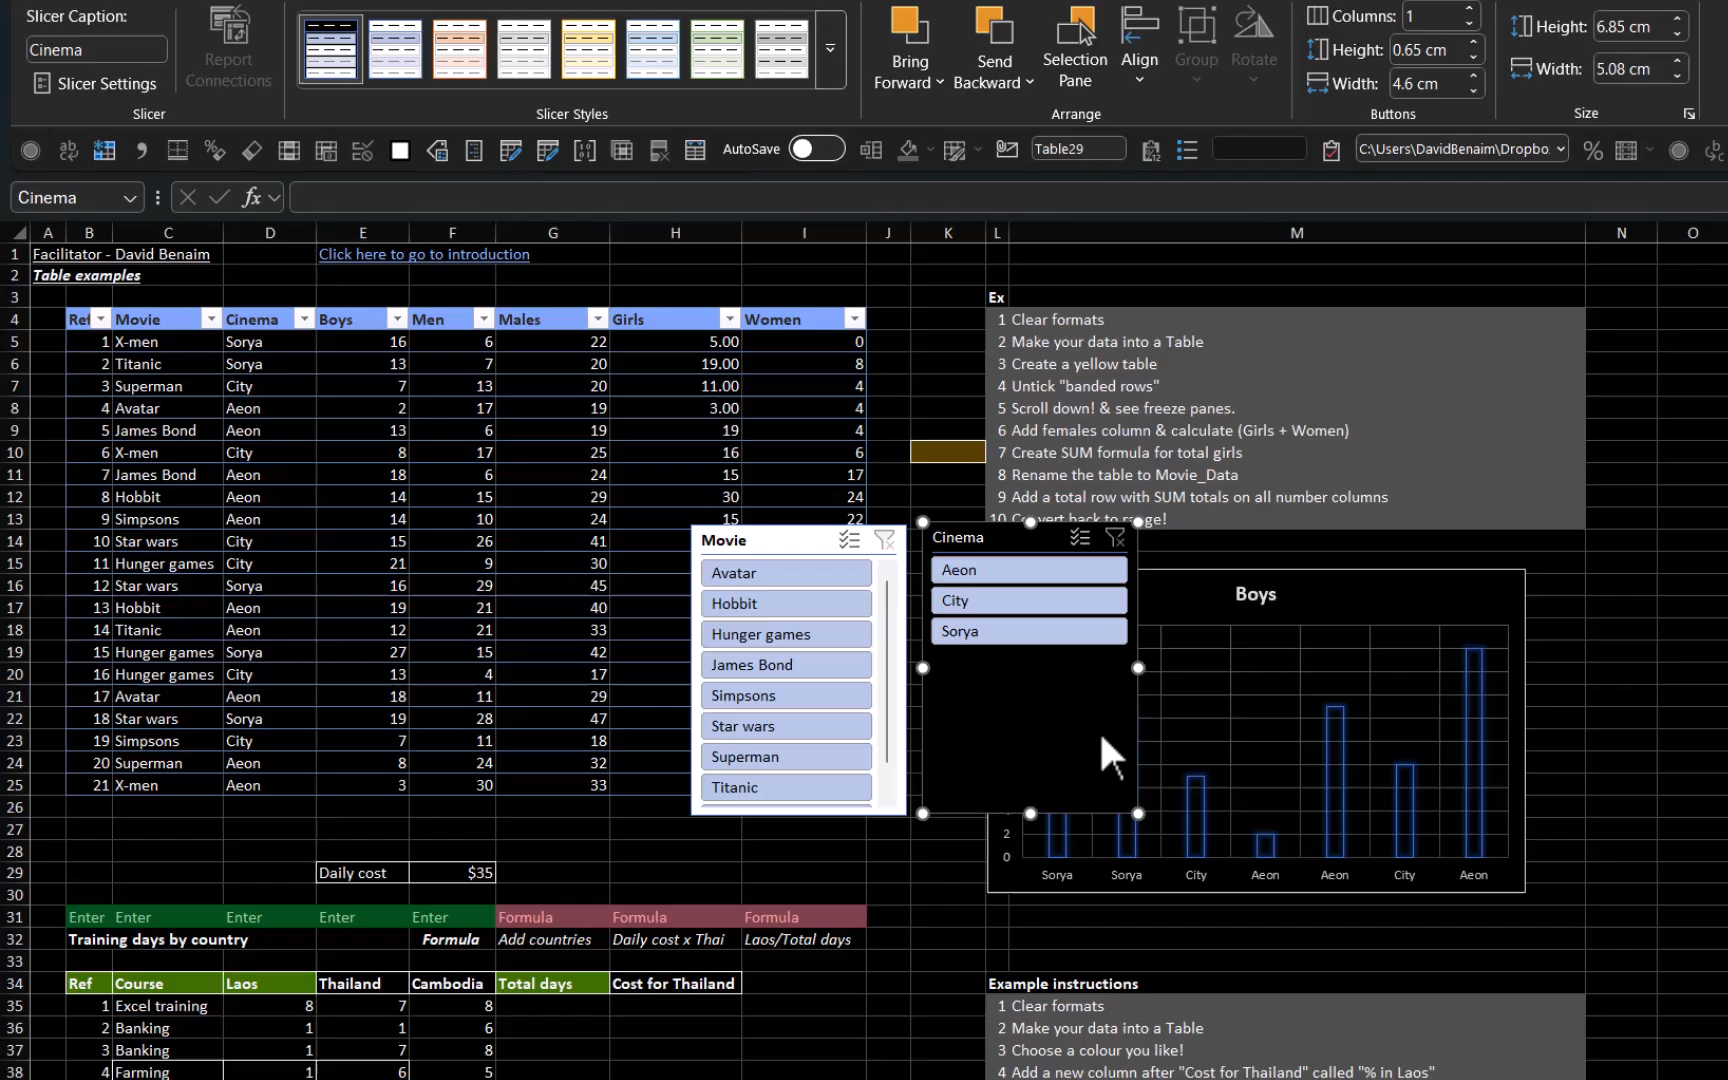 Slicer Caption:
Cinema
Slicer Settings
Report
Connections
Slicer
Slicer Styles
Bring
Forward
Send
Backward
Selection
Pane
Align
Group
Rotate
Arrange
Columns: 1
Height: 0.65 cm
Width: 4.6 cm
Buttons
Height: 6.85 cm
Width: 5.08 cm
Size
AutoSave
Table29
C:\Users\DavidBenaim\Dropbo
Cinema
fx
A B C D E F G H I J K L M N O
1 Facilitator - David Benaim Click here to go to introduction
2 Table examples
3 Ex
4 Ref Movie Cinema Boys Men Males Girls Women 1 Clear formats
5 1 X-men Sorya 16 6 22 5.00 0 2 Make your data into a Table
6 2 Titanic Sorya 13 7 20 19.00 8 3 Create a yellow table
7 3 Superman City 7 13 20 11.00 4 4 Untick "banded rows"
8 4 Avatar Aeon 2 17 19 3.00 4 5 Scroll down! & see freeze panes.
9 5 James Bond Aeon 13 6 19 19 4 6 Add females column & calculate (Girls + Women)
10 6 X-men City 8 17 25 16 6 7 Create SUM formula for total girls
11 7 James Bond Aeon 18 6 24 15 17 8 Rename the table to Movie_Data
12 8 Hobbit Aeon 14 15 29 30 24 9 Add a total row with SUM totals on all number columns
13 9 Simpsons Aeon 14 10 24 15 22 10 Convert back to range!
14 10 Star wars City 15 26 41
15 11 Hunger games City 21 9 30
16 12 Star wars Sorya 16 29 45
17 13 Hobbit Aeon 19 21 40
18 14 Titanic Aeon 12 21 33
19 15 Hunger games Sorya 27 15 42
20 16 Hunger games City 13 4 17
21 17 Avatar Aeon 18 11 29
22 18 Star wars Sorya 19 28 47
23 19 Simpsons City 7 11 18
24 20 Superman Aeon 8 24 32
25 21 X-men Aeon 3 30 33
26
27
28
Movie
Avatar
Hobbit
Hunger games
James Bond
Simpsons
Star wars
Superman
Titanic
Cinema
Aeon
City
Sorya
Boys
2
0
Sorya Sorya City Aeon Aeon City Aeon
29 Daily cost $35
30
31 Enter Enter Enter Enter Enter Formula Formula Formula
32 Training days by country Formula Add countries Daily cost x Thai Laos/Total days
33
34 Ref Course Laos Thailand Cambodia Total days Cost for Thailand Example instructions
35 1 Excel training 8 7 8 1 Clear formats
36 2 Banking 1 1 6 2 Make your data into a Table
37 3 Banking 1 7 8 3 Choose a colour you like!
38 4 Farming 1 6 5 4 Add a new column after "Cost for Thailand" called "% in Laos"